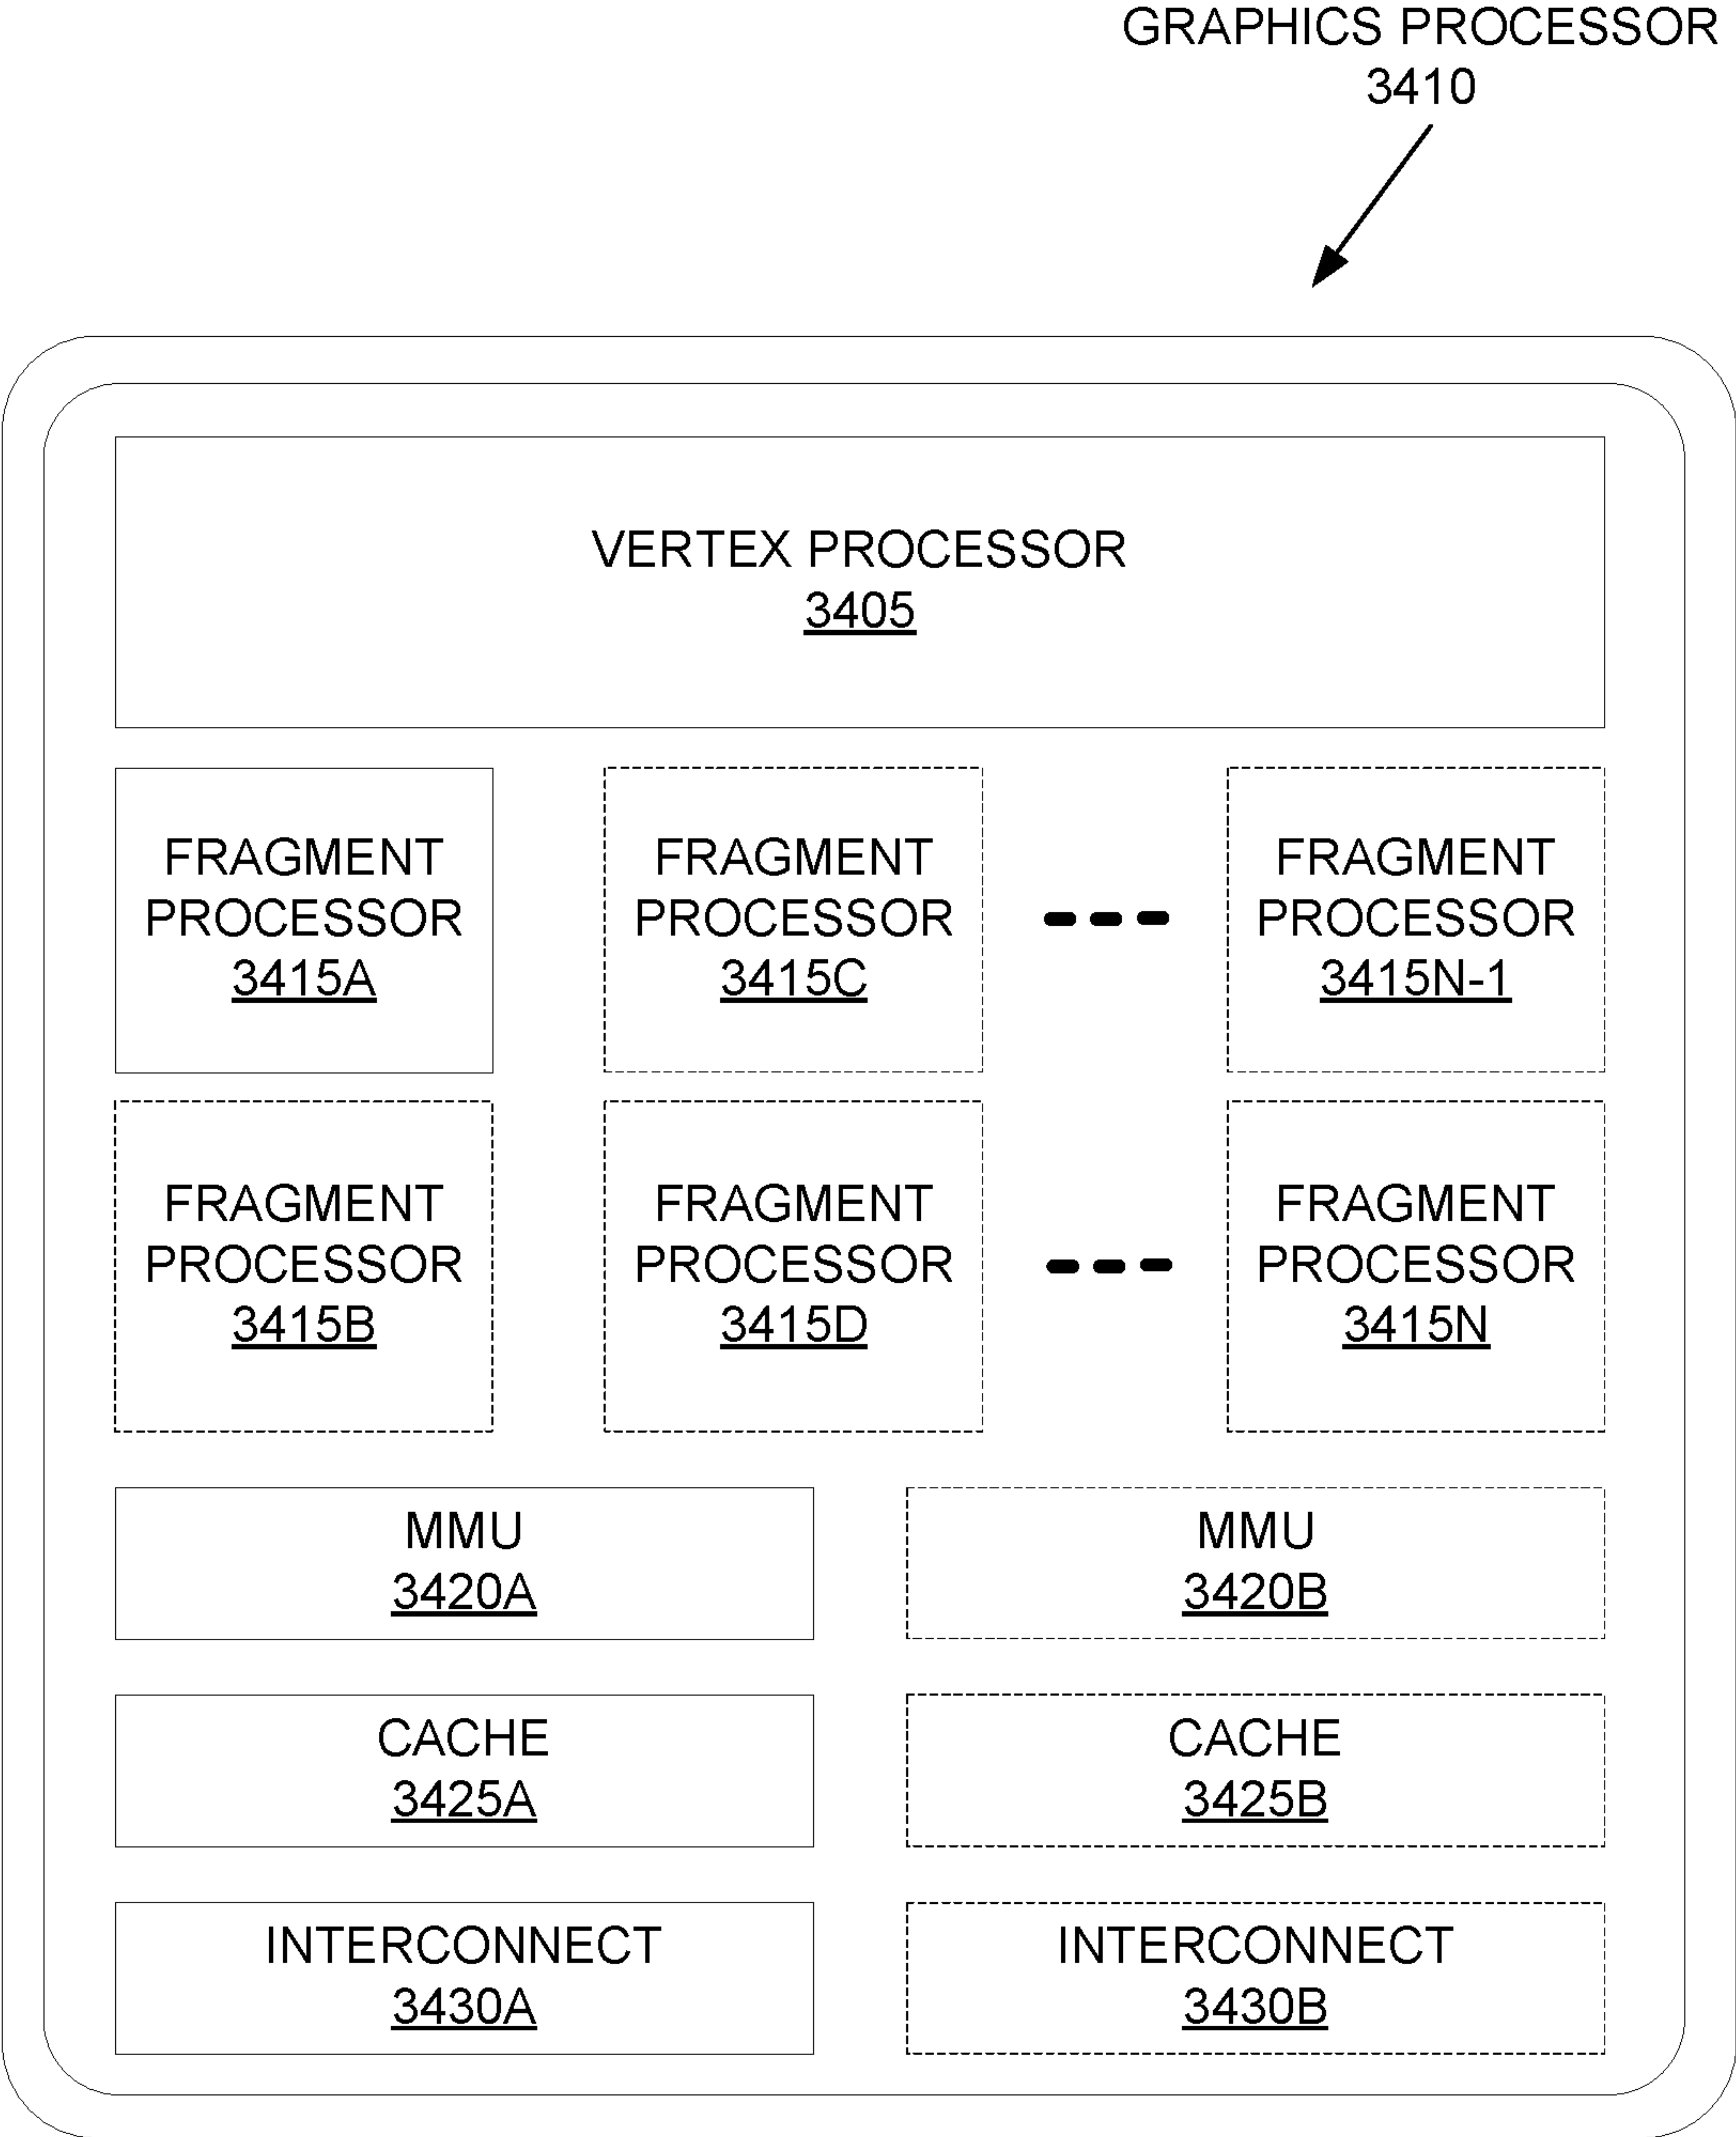 GRAPHICS PROCESSOR
3410
VERTEX PROCESSOR
3405
FRAGMENT
PROCESSOR
3415A
FRAGMENT
PROCESSOR
3415C
FRAGMENT
PROCESSOR
3415N-1
FRAGMENT
PROCESSOR
3415B
FRAGMENT
PROCESSOR
3415D
FRAGMENT
PROCESSOR
3415N
MMU
3420A
MMU
3420B
CACHE
3425A
CACHE
3425B
INTERCONNECT
3430A
INTERCONNECT
3430B